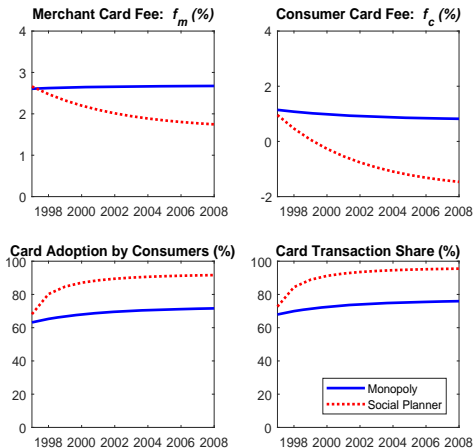 Merchant Card Fee: f_m (%)
4
3
2
1
0
1998 2000 2002 2004 2006 2008
Consumer Card Fee: f_c (%)
4
2
0
-2
1998 2000 2002 2004 2006 2008
Card Adoption by Consumers (%)
100
80
60
40
20
0
1998 2000 2002 2004 2006 2008
Card Transaction Share (%)
100
80
60
40
20
0
Monopoly
Social Planner
1998 2000 2002 2004 2006 2008